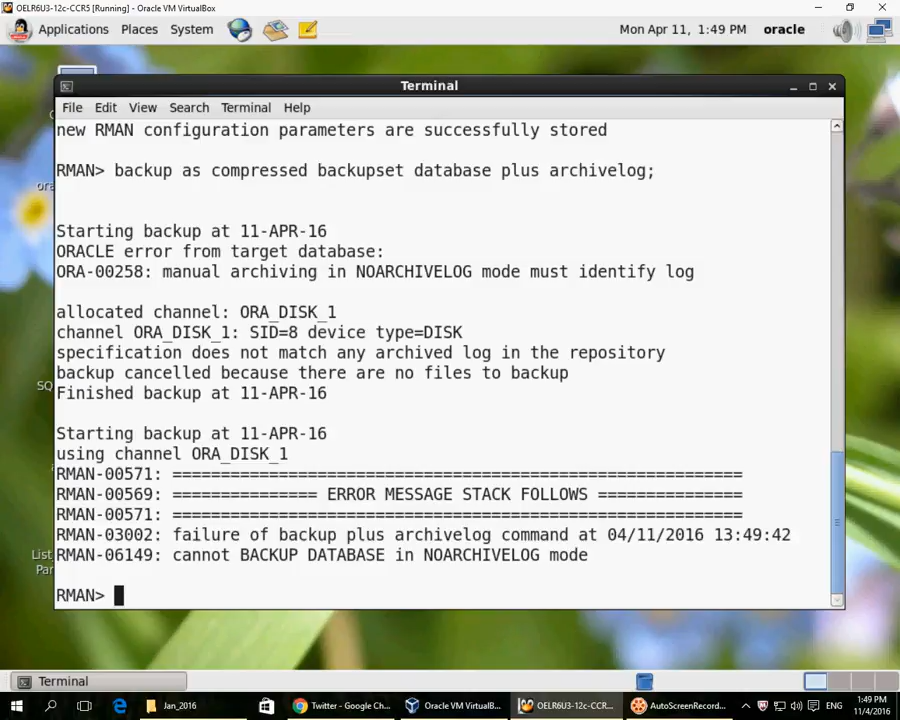 OELR6U3-12c-CCR5 [Running] - Oracle VM VirtualBox
Applications Places System Mon Apr 11, 1:49 PM oracle
Terminal
File Edit View Search Terminal Help
new RMAN configuration parameters are successfully stored
RMAN> backup as compressed backupset database plus archivelog;
Starting backup at 11-APR-16
ORACLE error from target database:
ORA-00258: manual archiving in NOARCHIVELOG mode must identify log
allocated channel: ORA_DISK_1
channel ORA_DISK_1: SID=8 device type=DISK
specification does not match any archived log in the repository
backup cancelled because there are no files to backup
Finished backup at 11-APR-16
Starting backup at 11-APR-16
using channel ORA_DISK_1
RMAN-00571: ===========================================================
RMAN-00569: =============== ERROR MESSAGE STACK FOLLOWS ===============
RMAN-00571: ===========================================================
RMAN-03002: failure of backup plus archivelog command at 04/11/2016 13:49:42
RMAN-06149: cannot BACKUP DATABASE in NOARCHIVELOG mode
RMAN>
SQ
List
Par
Terminal
Jan_2016 Twitter - Google Ch... Oracle VM VirtualB... OELR6U3-12c-CCR... AutoScreenRecord... ENG 1:49 PM
11/4/2016